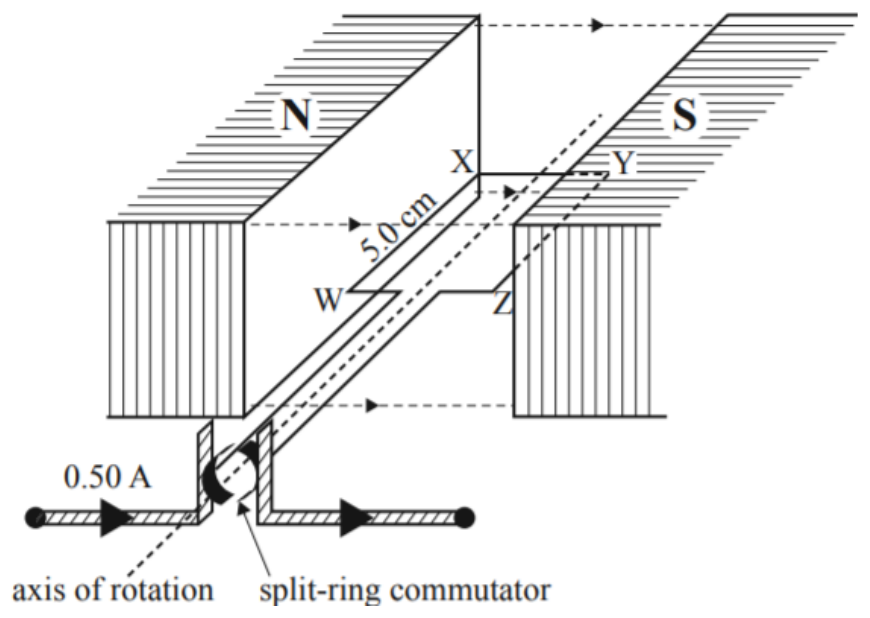 N
S
X
Y
5.0 cm
W
Z
0.50 A
axis of rotation
split-ring commutator